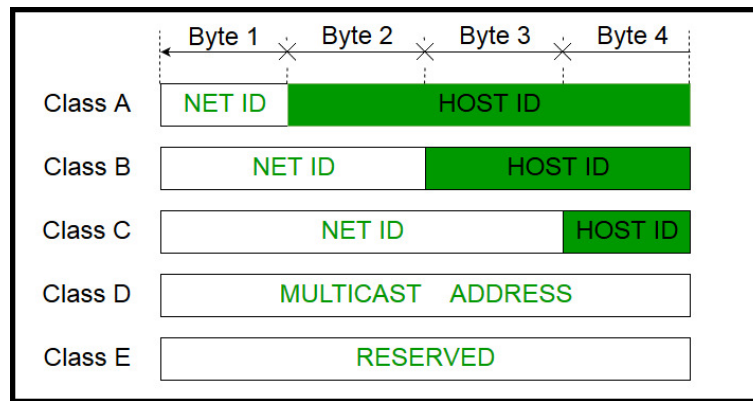 Byte 1 Byte 2 Byte 3 Byte 4
Class A NET ID HOST ID
Class B NET ID HOST ID
Class C NET ID HOST ID
Class D MULTICAST ADDRESS
Class E RESERVED